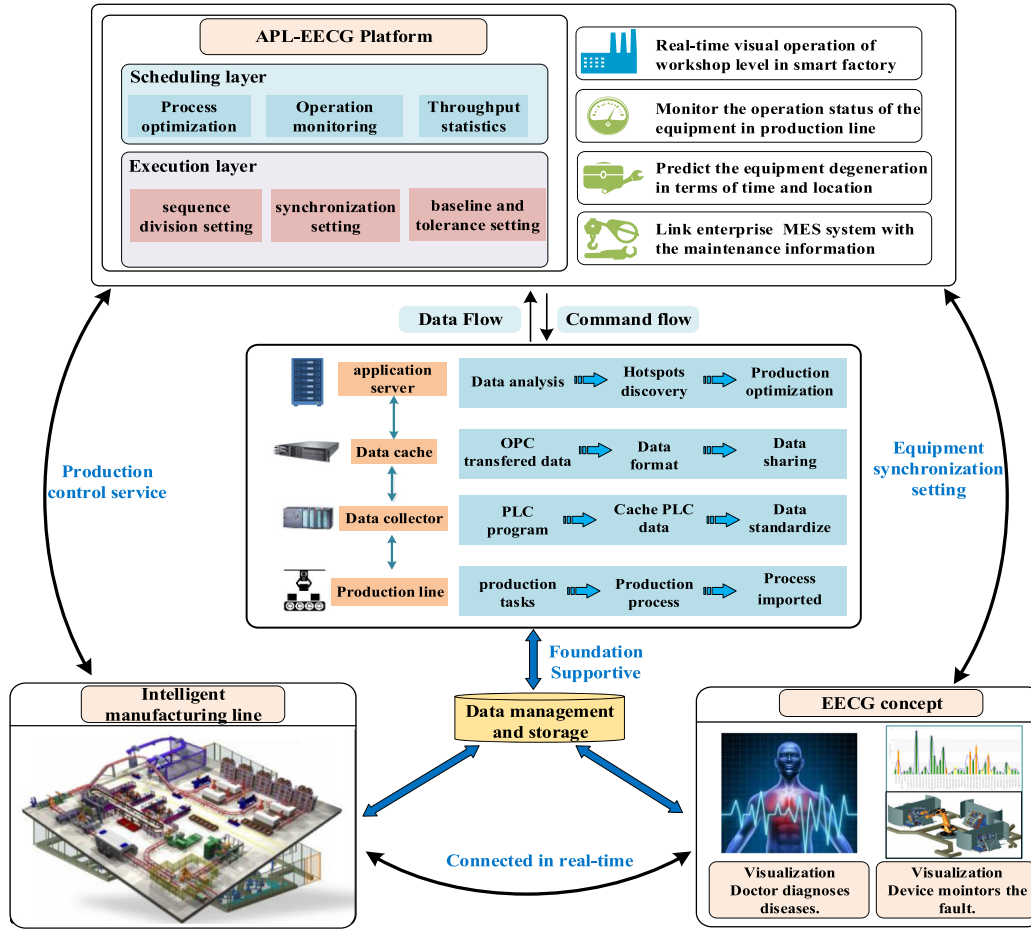 APL-EECG Platform
Scheduling layer
Process
optimization
Operation
monitoring
Throughput
statistics
Execution layer
sequence
division setting
synchronization
setting
baseline and
tolerance setting
Real-time visual operation of
workshop level in smart factory
Monitor the operation status of the
equipment in production line
Predict the equipment degeneration
in terms of time and location
Link enterprise MES system with
the maintenance information
Data Flow
Command flow
application
server
Data analysis
Hotspots
discovery
Production
optimization
Data cache
OPC
transfered data
Data
format
Data
sharing
Data collector
PLC
program
Cache PLC
data
Data
standardize
Production line
production
tasks
Production
process
Process
imported
Production
control service
Equipment
synchronization
setting
Foundation
Supportive
Data management
and storage
Intelligent
manufacturing line
EECG concept
Connected in real-time
Visualization
Doctor diagnoses
diseases.
Visualization
Device mointors the
fault.